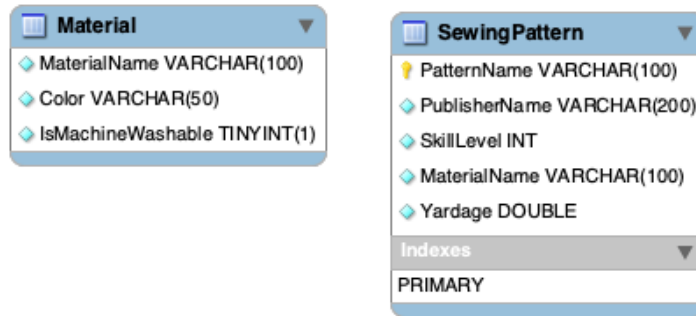 Material
MaterialName VARCHAR(100)
Color VARCHAR(50)
IsMachineWashable TINYINT(1)
SewingPattern
PatternName VARCHAR(100)
PublisherName VARCHAR(200)
SkillLevel INT
MaterialName VARCHAR(100)
Yardage DOUBLE
Indexes
PRIMARY